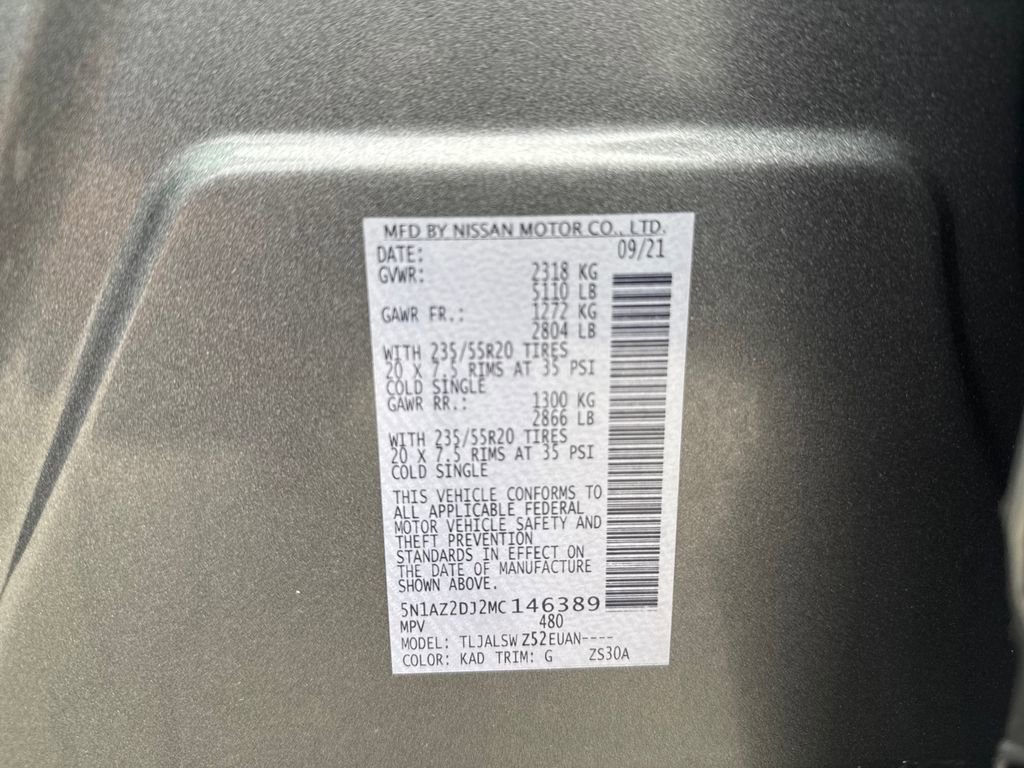 MFD BY NISSAN MOTOR CO., LTD.
DATE: 09/21
GVWR: 2318 KG
5110 LB
GAWR FR.: 1272 KG
2804 LB
WITH 235/55R20 TIRES
20 X 7.5 RIMS AT 35 PSI
COLD SINGLE
GAWR RR.: 1300 KG
2866 LB
WITH 235/55R20 TIRES
20 X 7.5 RIMS AT 35 PSI
COLD SINGLE
THIS VEHICLE CONFORMS TO
ALL APPLICABLE FEDERAL
MOTOR VEHICLE SAFETY AND
THEFT PREVENTION
STANDARDS IN EFFECT ON
THE DATE OF MANUFACTURE
SHOWN ABOVE.
5N1AZ2DJ2MC146389
MPV 480
MODEL: TLJALSW Z52EUAN----
COLOR: KAD TRIM: G ZS30A